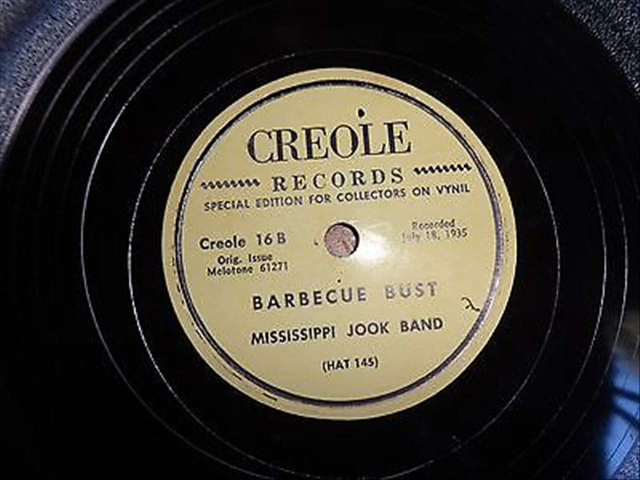 CREOLE
RECORDS
SPECIAL EDITION FOR COLLECTORS ON VYNIL
Creole 16 B
Orig. Issue
Melotone 61271
Recorded
July 18, 1935
BARBECUE BUST
MISSISSIPPI JOOK BAND
(HAT 145)